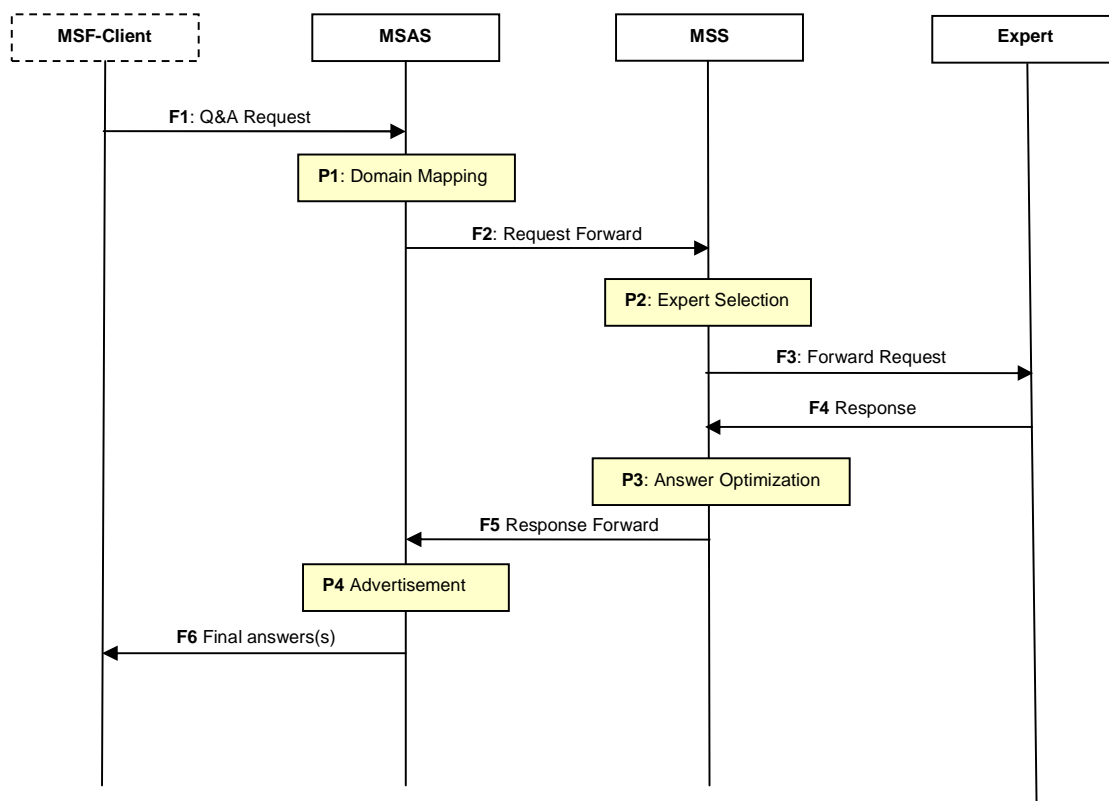 MSF-Client
MSAS
MSS
Expert
F1: Q&A Request
P1: Domain Mapping
F2: Request Forward
P2: Expert Selection
F3: Forward Request
F4 Response
P3: Answer Optimization
F5 Response Forward
P4 Advertisement
F6 Final answers(s)